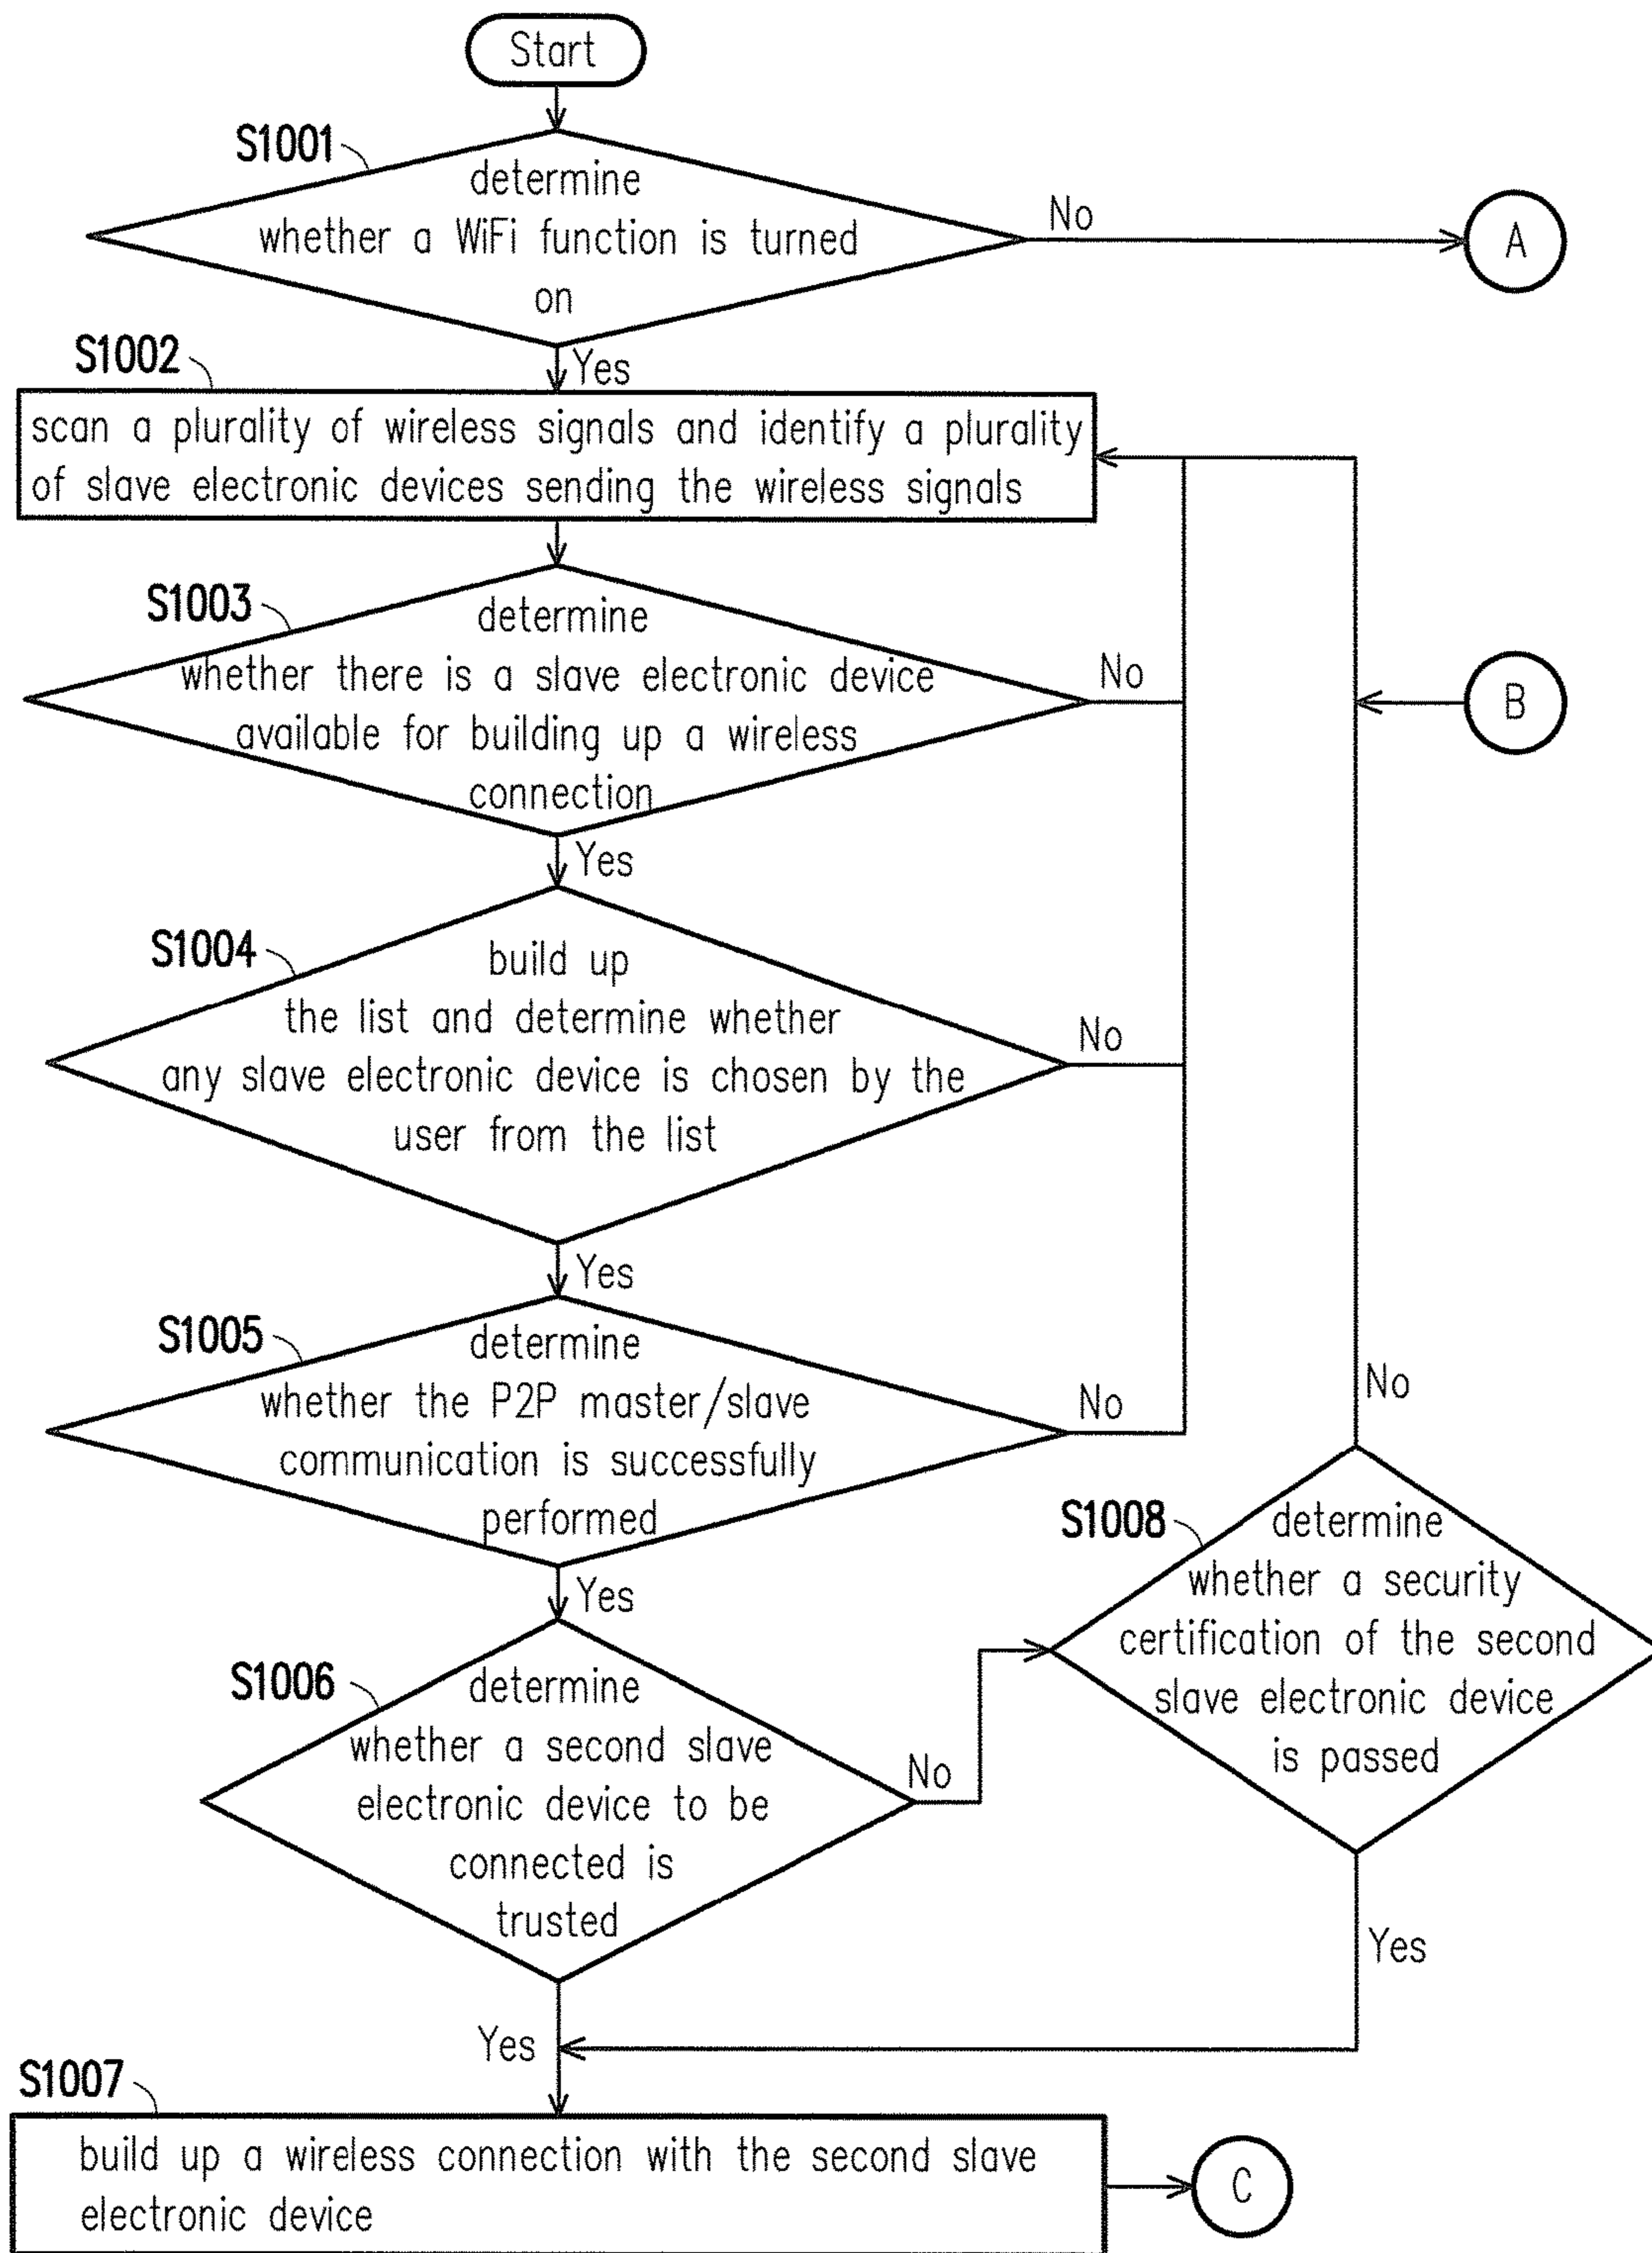 Start
S1001
determine
whether a WiFi function is turned
on
No
A
Yes
S1002
scan a plurality of wireless signals and identify a plurality
of slave electronic devices sending the wireless signals
S1003
determine
whether there is a slave electronic device
available for building up a wireless
connection
No
B
Yes
S1004
build up
the list and determine whether
any slave electronic device is chosen by the
user from the list
No
Yes
S1005
determine
whether the P2P master/slave
communication is successfully
performed
No
Yes
S1006
determine
whether a second slave
electronic device to be
connected is
trusted
No
S1008
determine
whether a security
certification of the second
slave electronic device
is passed
No
Yes
Yes
S1007
build up a wireless connection with the second slave
electronic device
C